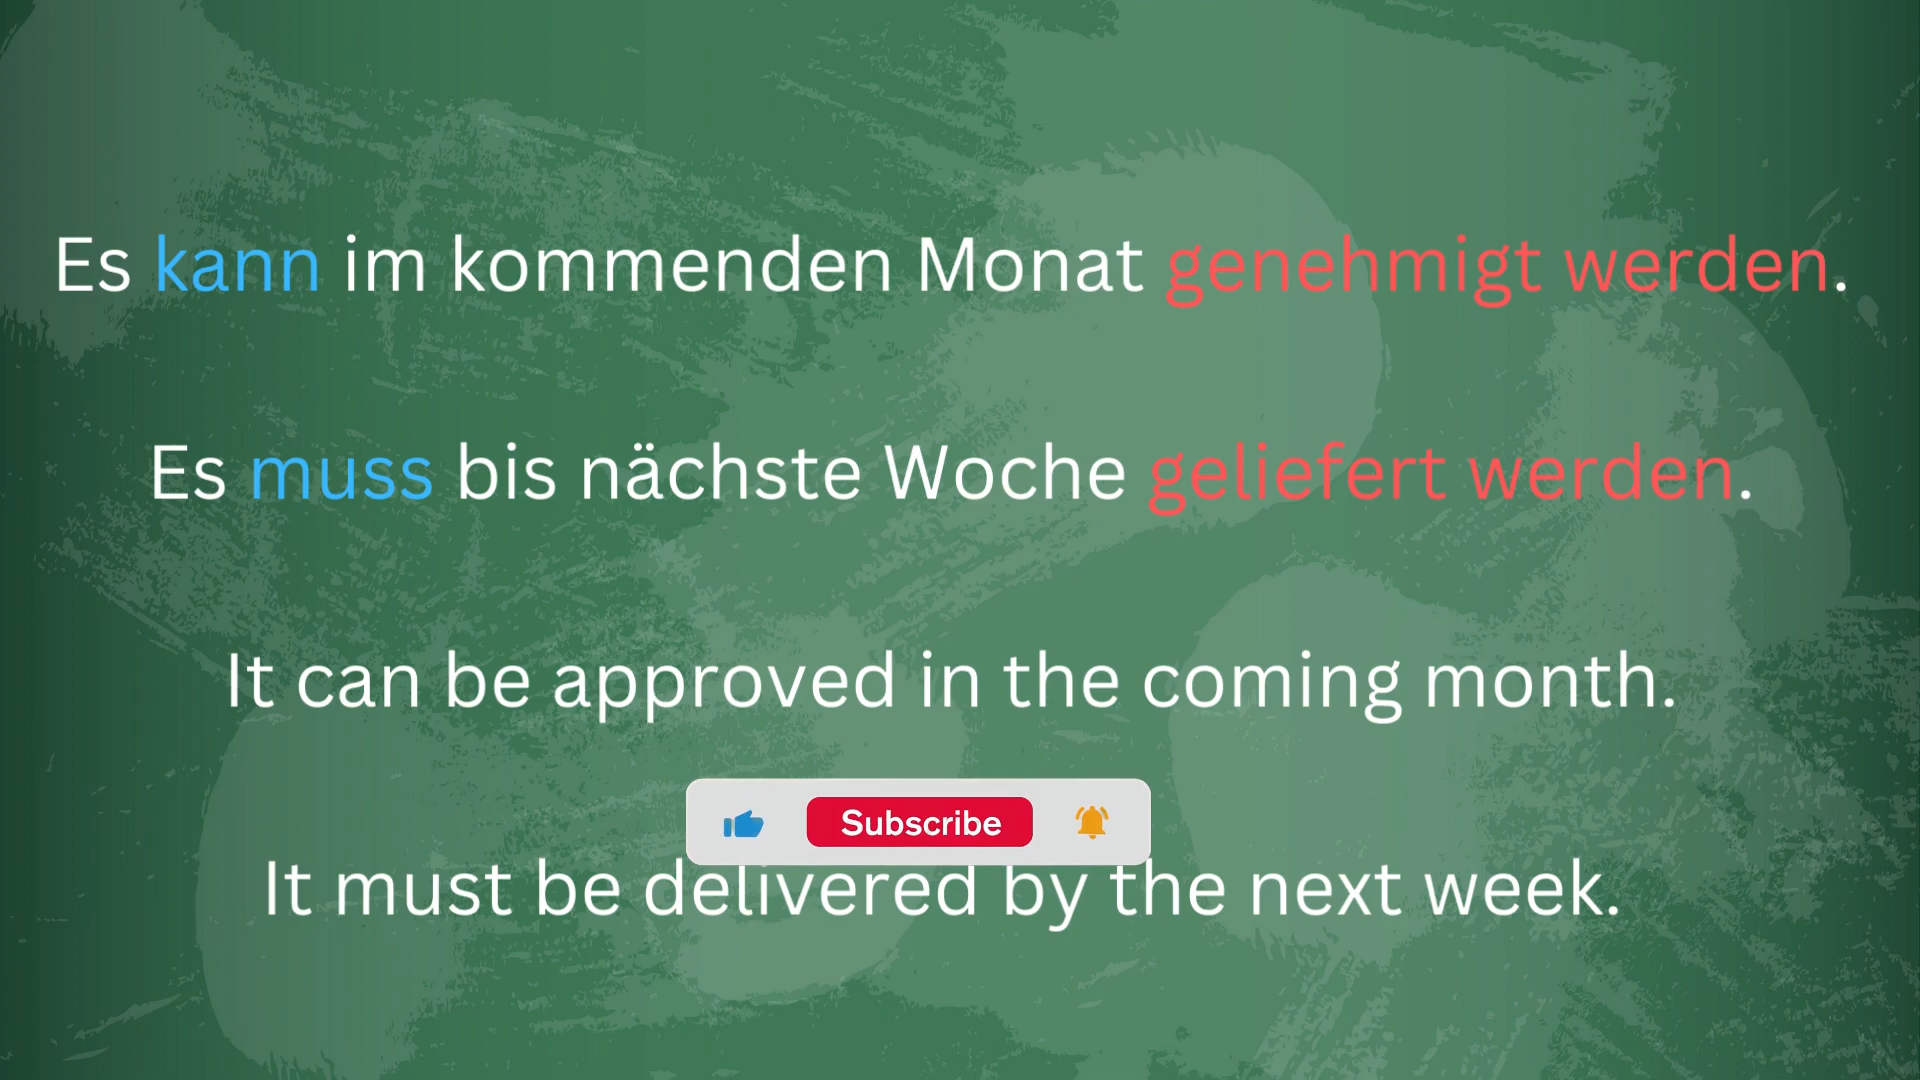 Es kann im kommenden Monat genehmigt werden.
Es muss bis nächste Woche geliefert werden.
It can be approved in the coming month.
Subscribe
It must be delivered by the next week.